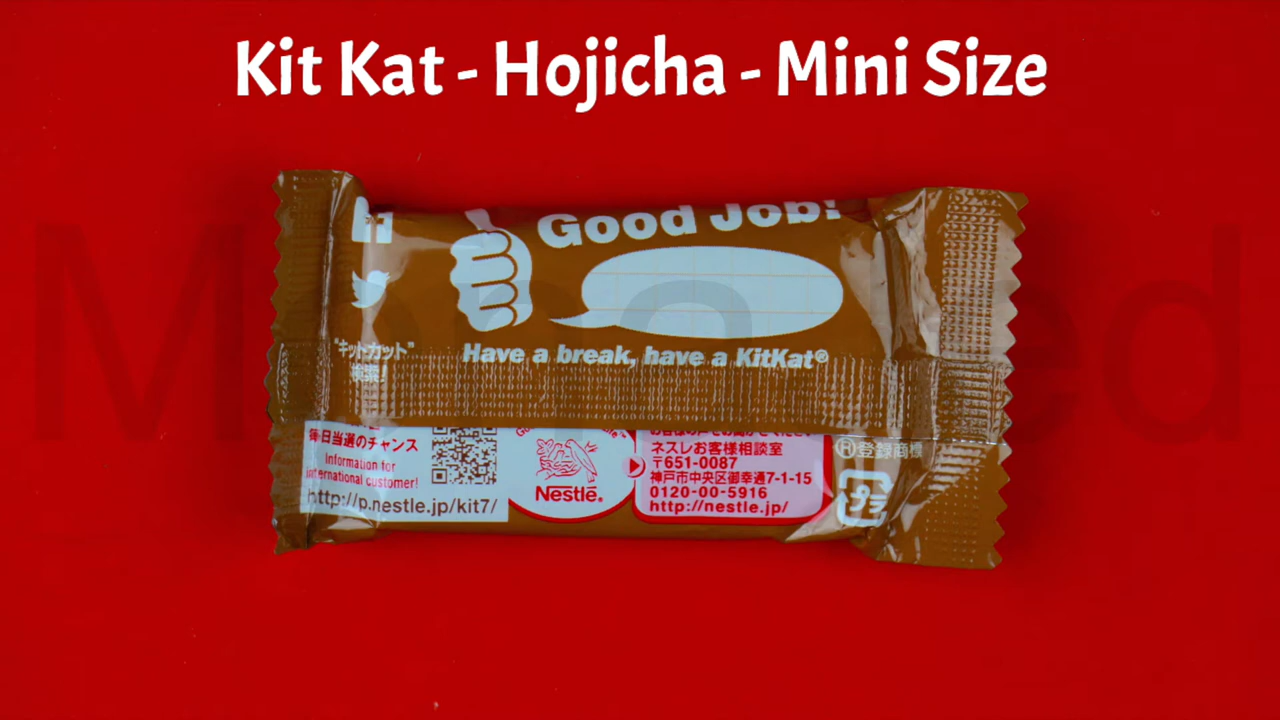 Kit Kat - Hojicha - Mini Size
Good Job!
Have a break, have a KitKat®
"キットカット"
検索!
毎日当選のチャンス
Information for
international customer!
http://p.nestle.jp/kit7/
Nestlé®
ネスレお客様相談室
〒651-0087
神戸市中央区御幸通7-1-15
0120-00-5916
http://nestle.jp/
®登録商標
プラ